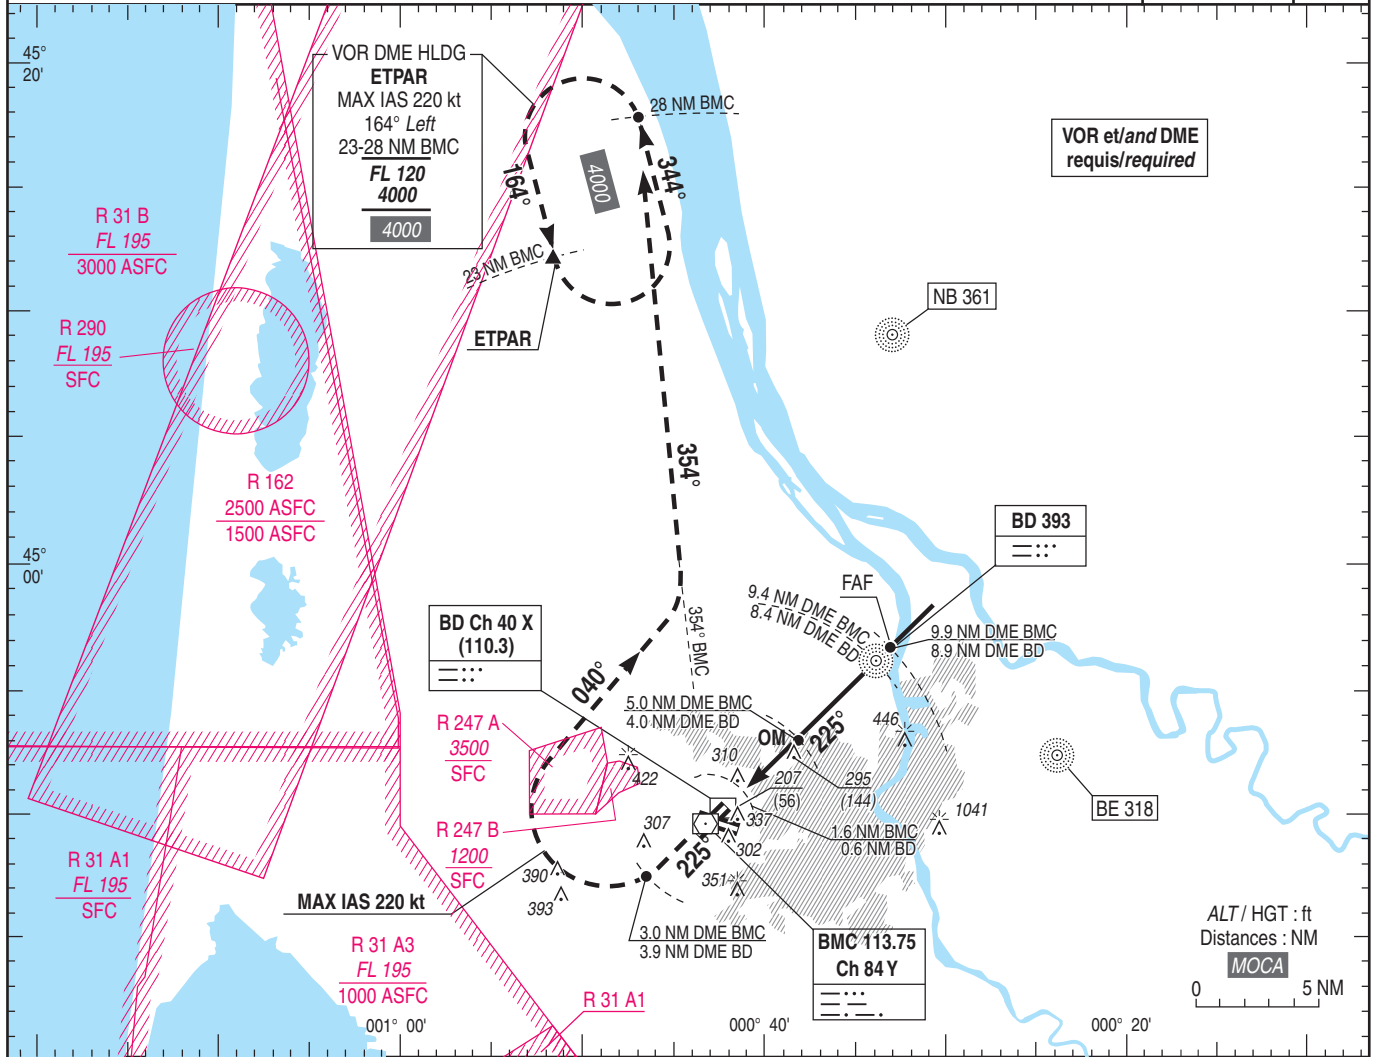 45°
20'
VOR DME HLDG
ETPAR
MAX IAS 220 kt
164° Left
23-28 NM BMC
FL 120
4000
4000
28 NM BMC
VOR et/and DME
requis/required
164°
4000
344°
R 31 B
FL 195
3000 ASFC
23 NM BMC
NB 361
R 290
FL 195
SFC
ETPAR
354°
R 162
2500 ASFC
1500 ASFC
BD 393
45°
00'
FAF
9.4 NM DME BMC
8.4 NM DME BD
BD Ch 40 X
(110.3)
354° BMC
9.9 NM DME BMC
8.9 NM DME BD
040°
5.0 NM DME BMC
4.0 NM DME BD
R 247 A
3500
SFC
OM
225°
446
310
422
207
(56)
295
(144)
BE 318
1041
337
R 247 B
1200
SFC
307
1.6 NM BMC
0.6 NM BD
302
225°
R 31 A1
FL 195
SFC
390
351
393
MAX IAS 220 kt
ALT / HGT : ft
Distances : NM
MOCA
0 5 NM
3.0 NM DME BMC
3.9 NM DME BD
BMC 113.75
Ch 84 Y
R 31 A3
FL 195
1000 ASFC
R 31 A1
001° 00'
000° 40'
000° 20'